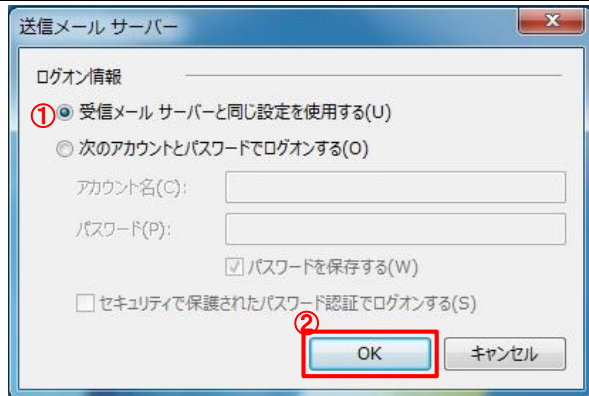 送信メール サーバー
ログオン情報
① 受信メール サーバーと同じ設定を使用する(U)
次のアカウントとパスワードでログオンする(O)
アカウント名(C):
パスワード(P):
パスワードを保存する(W)
セキュリティで保護されたパスワード認証でログオンする(S)
②
OK キャンセル